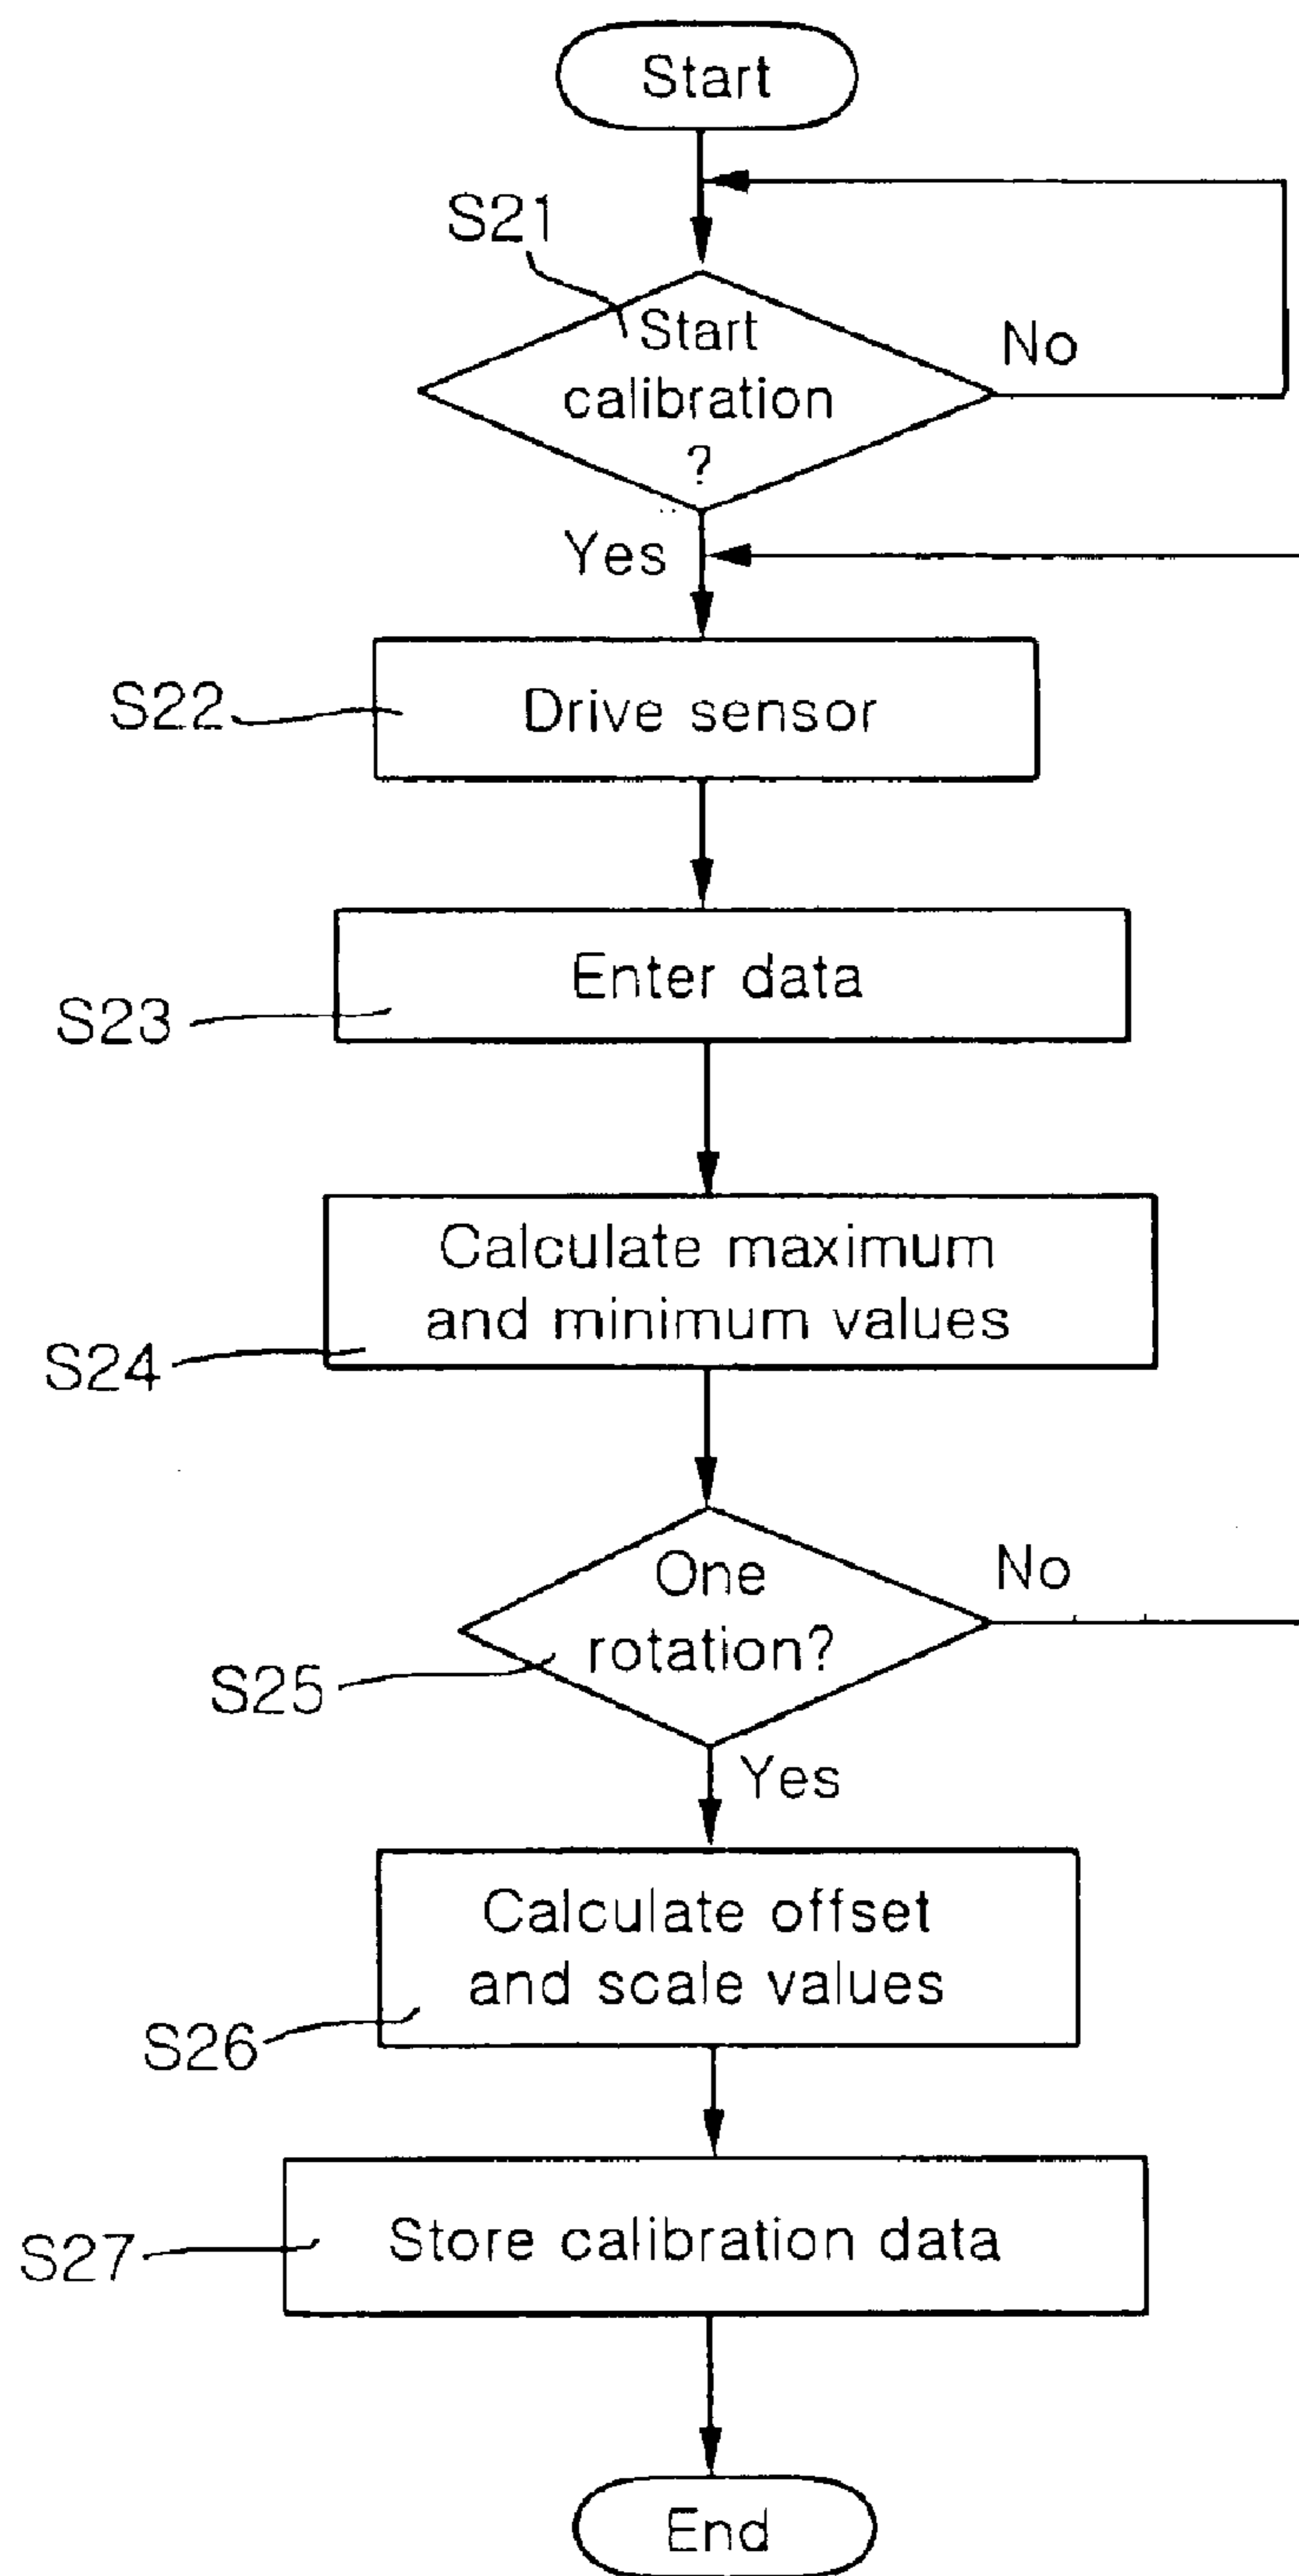 Start
S21
Start
calibration
?
No
Yes
S22
Drive sensor
Enter data
S23
Calculate maximum
and minimum values
S24
One
rotation?
No
S25
Yes
Calculate offset
and scale values
S26
Store calibration data
S27
End